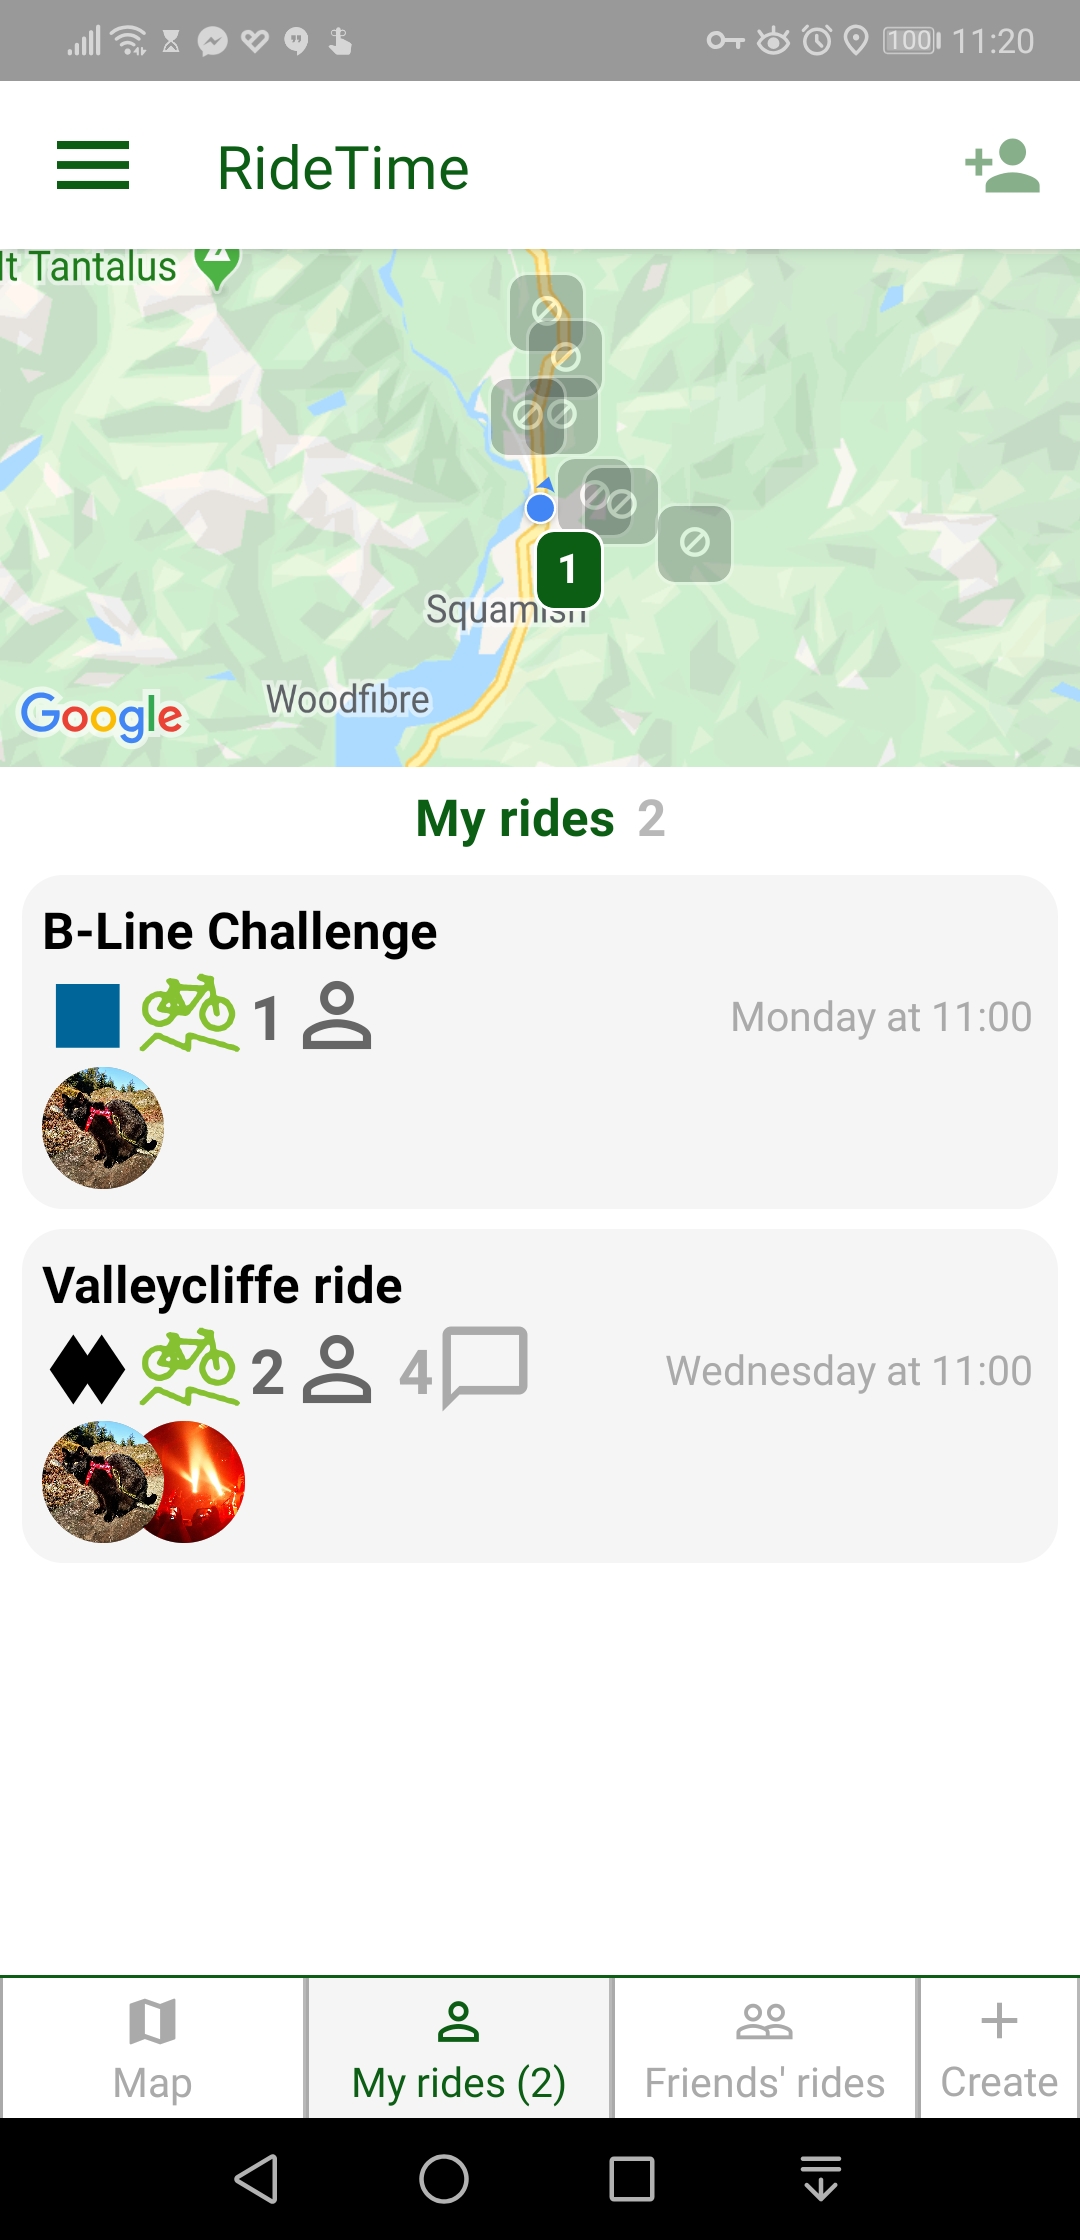 100 11:20
RideTime
lt Tantalus
1
Squamish
Woodfibre
Google
My rides 2
B-Line Challenge
1 Monday at 11:00
Valleycliffe ride
2 4 Wednesday at 11:00
Map My rides (2) Friends' rides Create